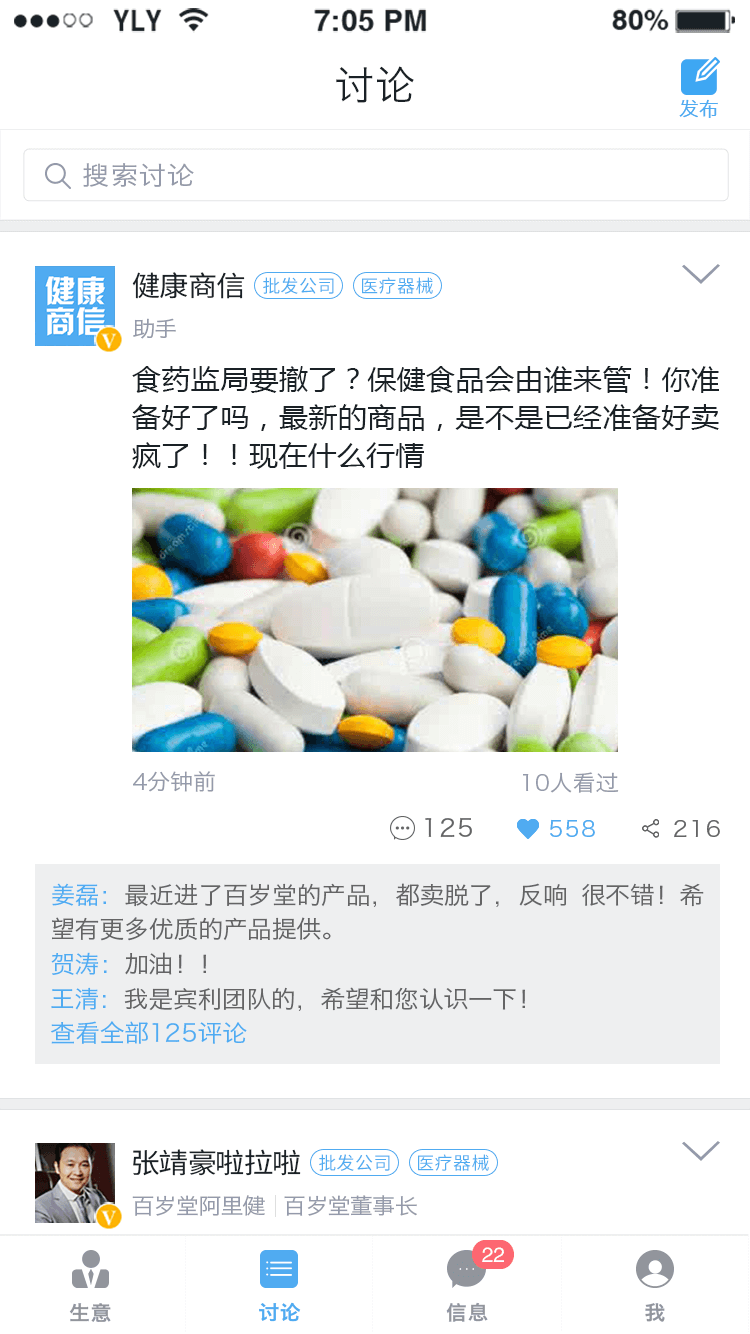 YLY 7:05 PM 80%
讨论
发布
搜索讨论
健康
商信
健康商信 批发公司 医疗器械
助手
食药监局要撤了？保健食品会由谁来管！你准
备好了吗，最新的商品，是不是已经准备好卖
疯了！！现在什么行情
dreamstime
dreamstime
4分钟前 10人看过
125 558 216
姜磊：最近进了百岁堂的产品，都卖脱了，反响 很不错！希
望有更多优质的产品提供。
贺涛：加油！！
王清：我是宾利团队的，希望和您认识一下！
查看全部125评论
张靖豪啦拉啦 批发公司 医疗器械
百岁堂阿里健 百岁堂董事长
22
生意 讨论 信息 我